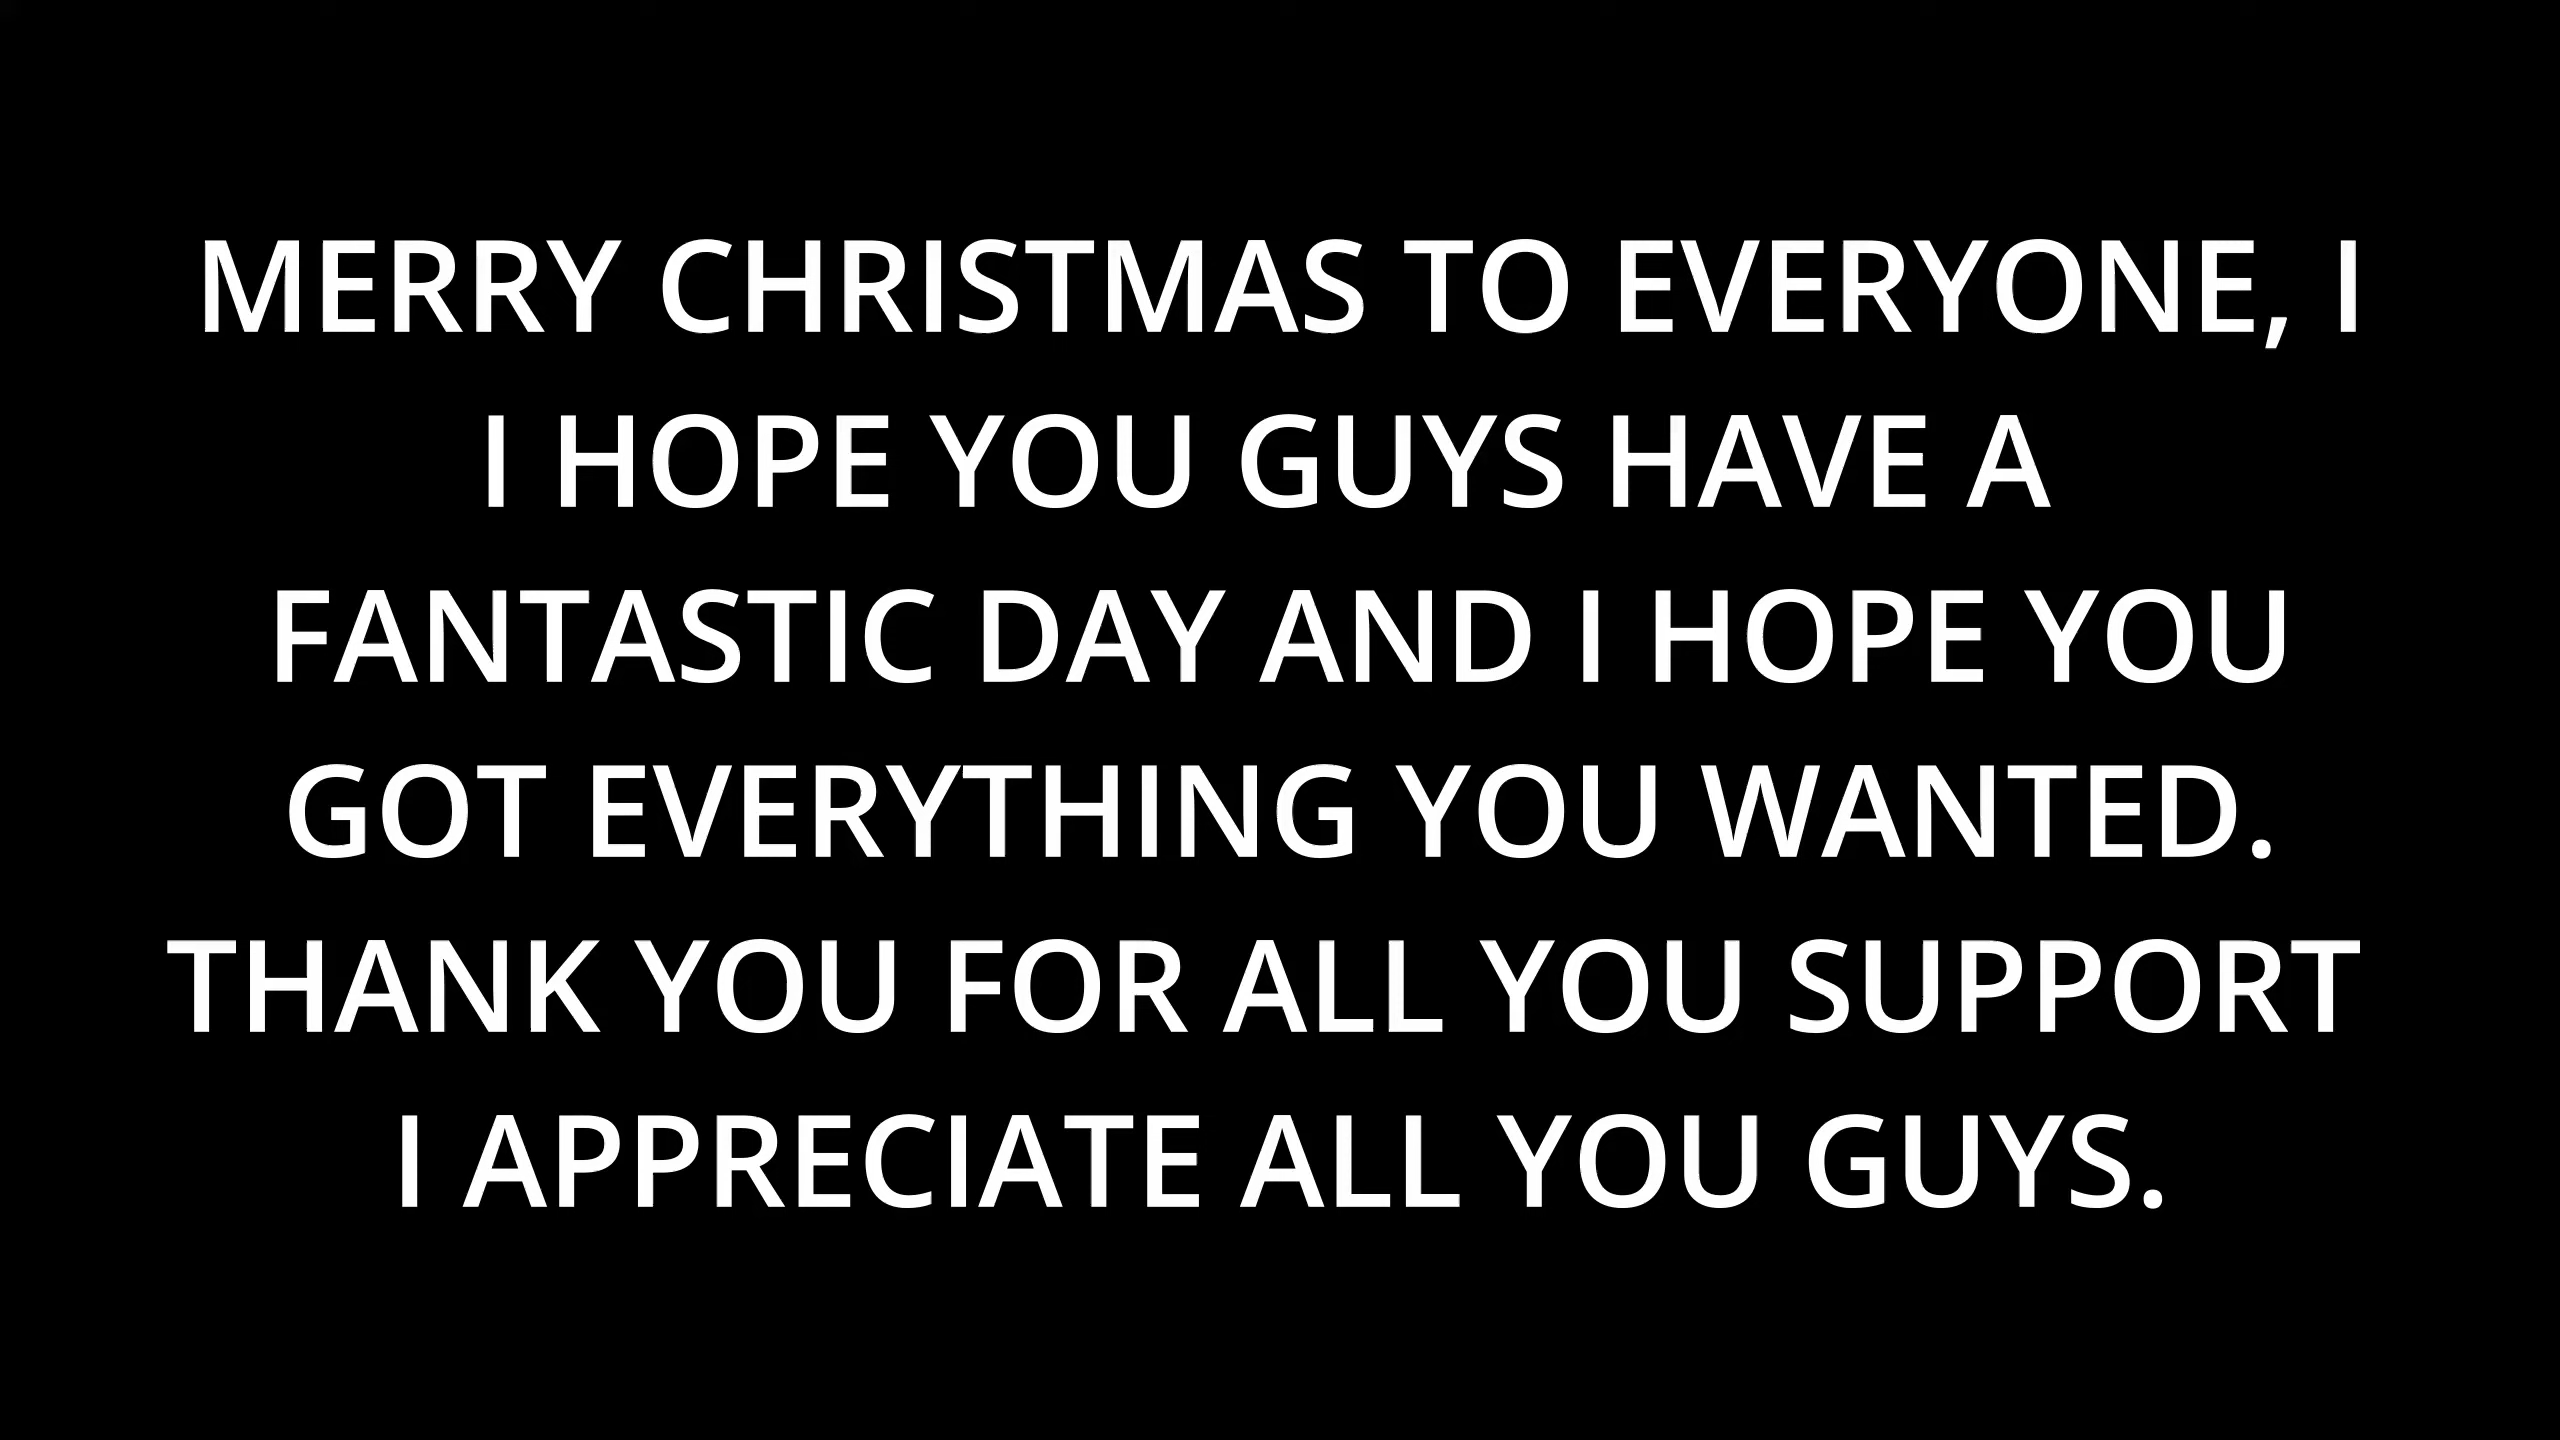 MERRY CHRISTMAS TO EVERYONE, I
I HOPE YOU GUYS HAVE A
FANTASTIC DAY AND I HOPE YOU
GOT EVERYTHING YOU WANTED.
THANK YOU FOR ALL YOU SUPPORT
I APPRECIATE ALL YOU GUYS.